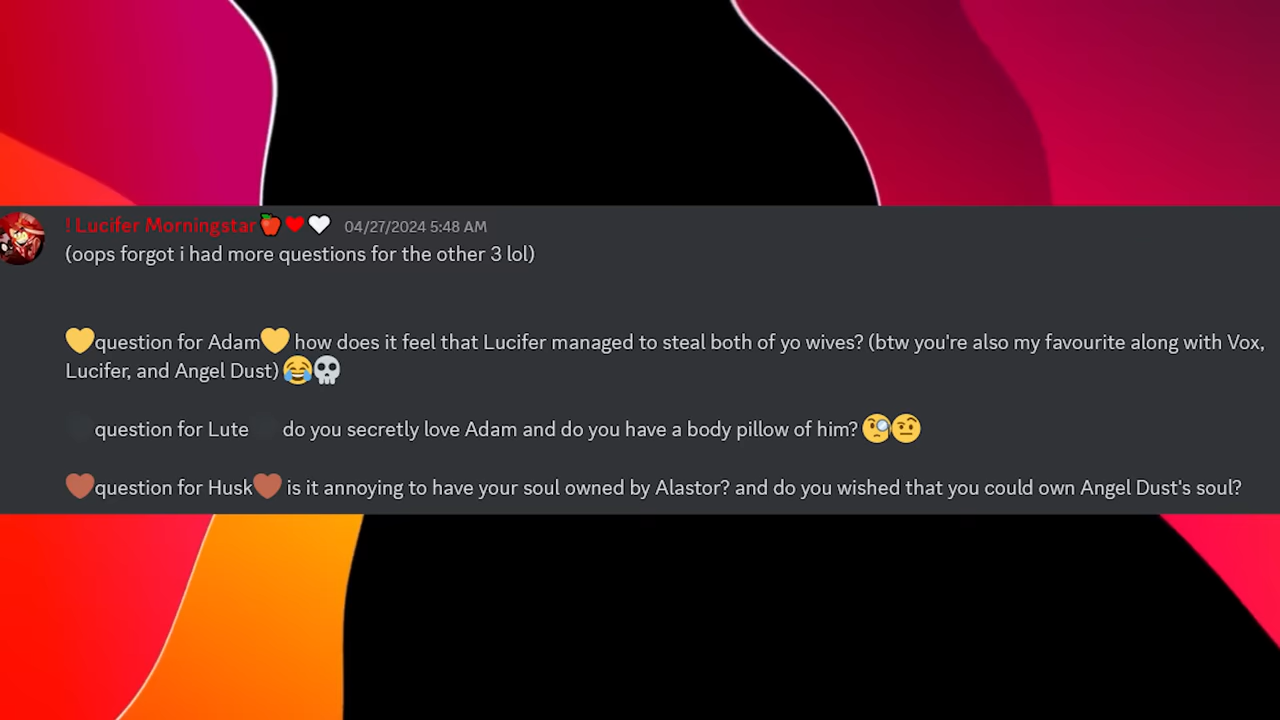 ! Lucifer Morningstar🍎❤️🤍 04/27/2024 5:48 AM
(oops forgot i had more questions for the other 3 lol)
💛question for Adam💛 how does it feel that Lucifer managed to steal both of yo wives? (btw you're also my favourite along with Vox,
Lucifer, and Angel Dust) 😂💀
🖤question for Lute🖤 do you secretly love Adam and do you have a body pillow of him? 🧐🤨
🤎question for Husk🤎 is it annoying to have your soul owned by Alastor? and do you wished that you could own Angel Dust's soul?